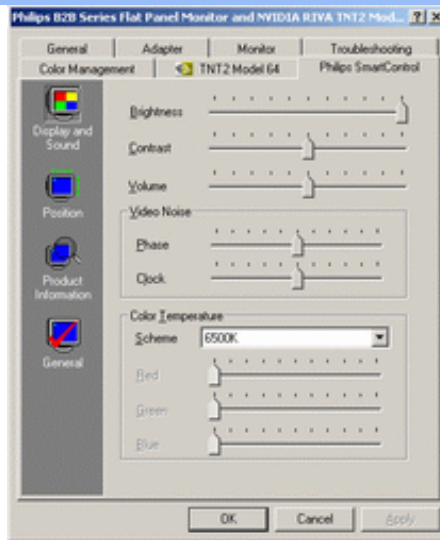 Philips B2B Series Flat Panel Monitor and NVIDIA RIVA TNT2 Mod...
General Adapter Monitor Troubleshooting
Color Management TNT2 Model 64 Philips SmartControl
Display and
Sound
Position
Product
Information
General
Brightness
Contrast
Volume
Video Noise
Phase
Clock
Color Temperature
Scheme 6500K
Red
Green
Blue
OK Cancel Apply